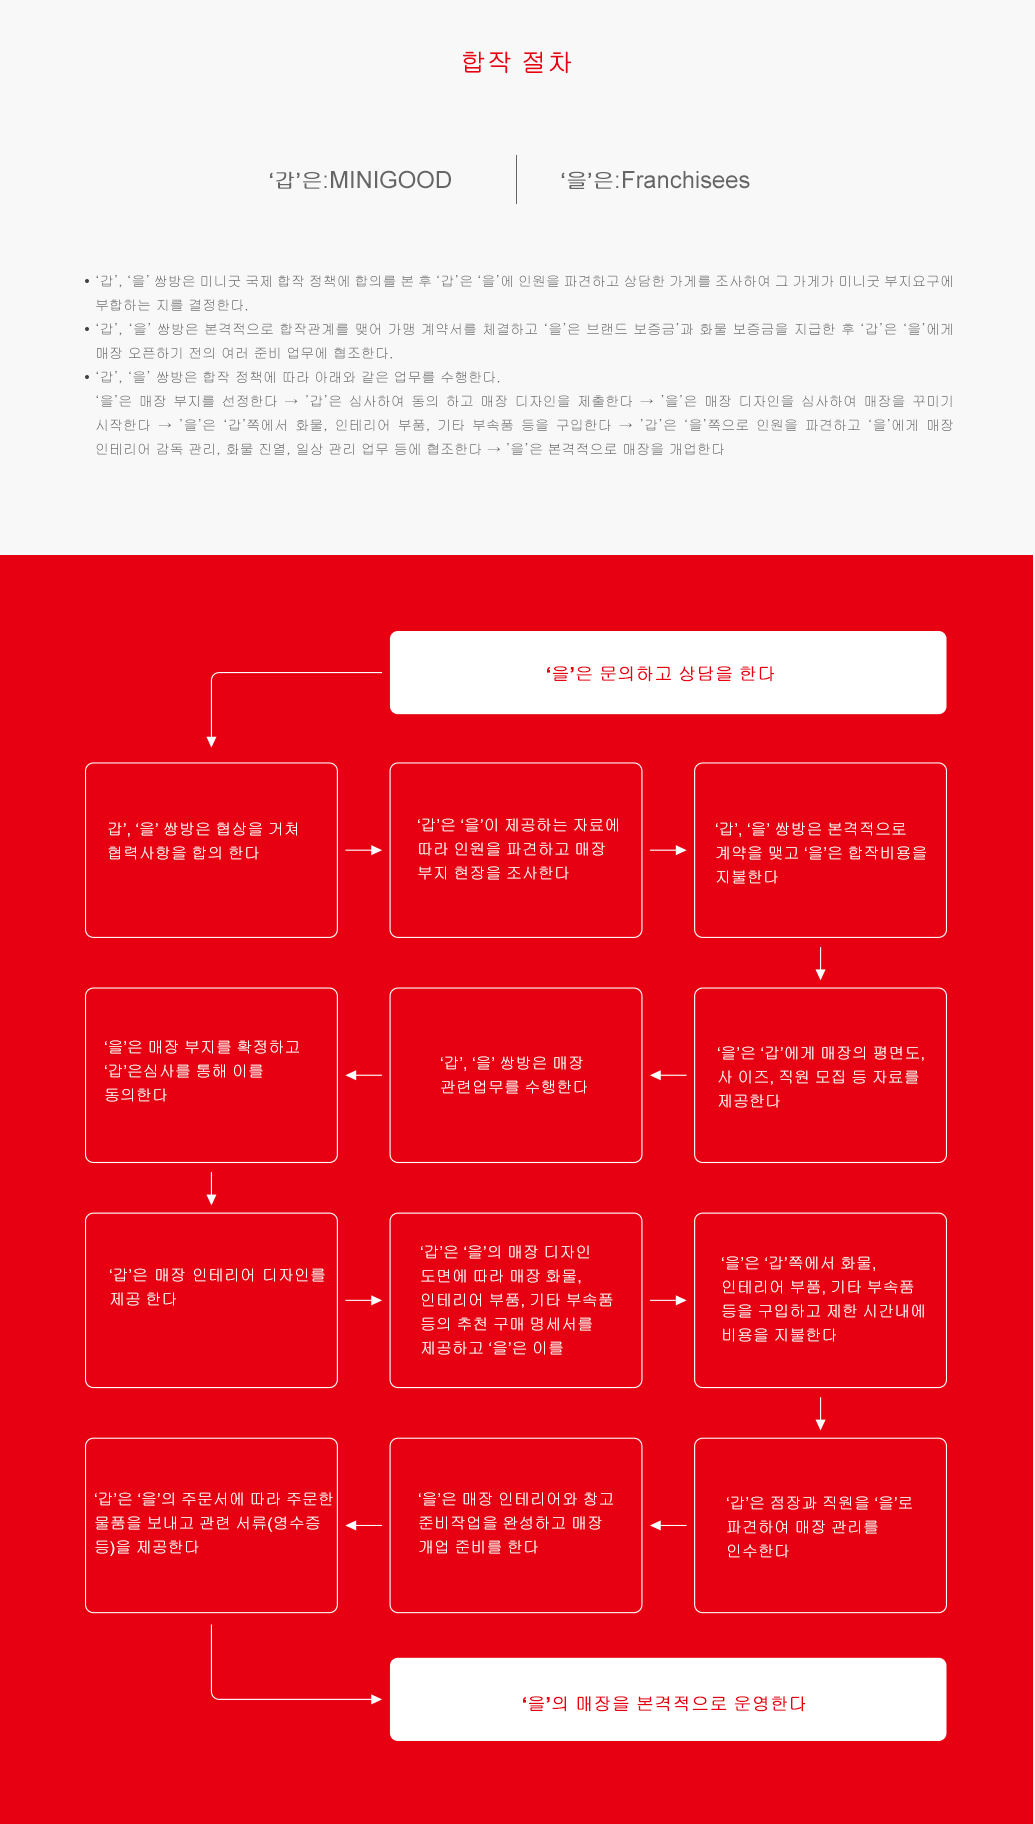 합작 절차
‘갑’은:MINIGOOD
‘을’은:Franchisees
• ‘갑’, ‘을’ 쌍방은 미니굿 국제 합작 정책에 합의를 본 후 ‘갑’은 ‘을’에 인원을 파견하고 상담한 가게를 조사하여 그 가게가 미니굿 부지요구에
부합하는 지를 결정한다.
• ‘갑’, ‘을’ 쌍방은 본격적으로 합작관계를 맺어 가맹 계약서를 체결하고 ‘을’은 브랜드 보증금’과 화물 보증금을 지급한 후 ‘갑’은 ‘을’에게
매장 오픈하기 전의 여러 준비 업무에 협조한다.
• ‘갑’, ‘을’ 쌍방은 합작 정책에 따라 아래와 같은 업무를 수행한다.
‘을’은 매장 부지를 선정한다 → ’갑’은 심사하여 동의 하고 매장 디자인을 제출한다 → ’을’은 매장 디자인을 심사하여 매장을 꾸미기
시작한다 → ’을’은 ‘갑’쪽에서 화물, 인테리어 부품, 기타 부속품 등을 구입한다 → ’갑’은 ‘을’쪽으로 인원을 파견하고 ‘을’에게 매장
인테리어 감독 관리, 화물 진열, 일상 관리 업무 등에 협조한다 → ’을’은 본격적으로 매장을 개업한다
‘을’은 문의하고 상담을 한다
갑’, ‘을’ 쌍방은 협상을 거쳐
협력사항을 합의 한다
‘갑’은 ‘을’이 제공하는 자료에
따라 인원을 파견하고 매장
부지 현장을 조사한다
‘갑’, ‘을’ 쌍방은 본격적으로
계약을 맺고 ‘을’은 합작비용을
지불한다
‘을’은 ‘갑’에게 매장의 평면도,
사 이즈, 직원 모집 등 자료를
제공한다
‘갑’, ‘을’ 쌍방은 매장
관련업무를 수행한다
‘을’은 매장 부지를 확정하고
‘갑’은심사를 통해 이를
동의한다
‘갑’은 매장 인테리어 디자인를
제공 한다
‘갑’은 ‘을’의 매장 디자인
도면에 따라 매장 화물,
인테리어 부품, 기타 부속품
등의 추천 구매 명세서를
제공하고 ‘을’은 이를
‘을’은 ‘갑’쪽에서 화물,
인테리어 부품, 기타 부속품
등을 구입하고 제한 시간내에
비용을 지불한다
‘갑’은 점장과 직원을 ‘을’로
파견하여 매장 관리를
인수한다
‘을’은 매장 인테리어와 창고
준비작업을 완성하고 매장
개업 준비를 한다
‘갑’은 ‘을’의 주문서에 따라 주문한
물품을 보내고 관련 서류(영수증
등)을 제공한다
‘을’의 매장을 본격적으로 운영한다